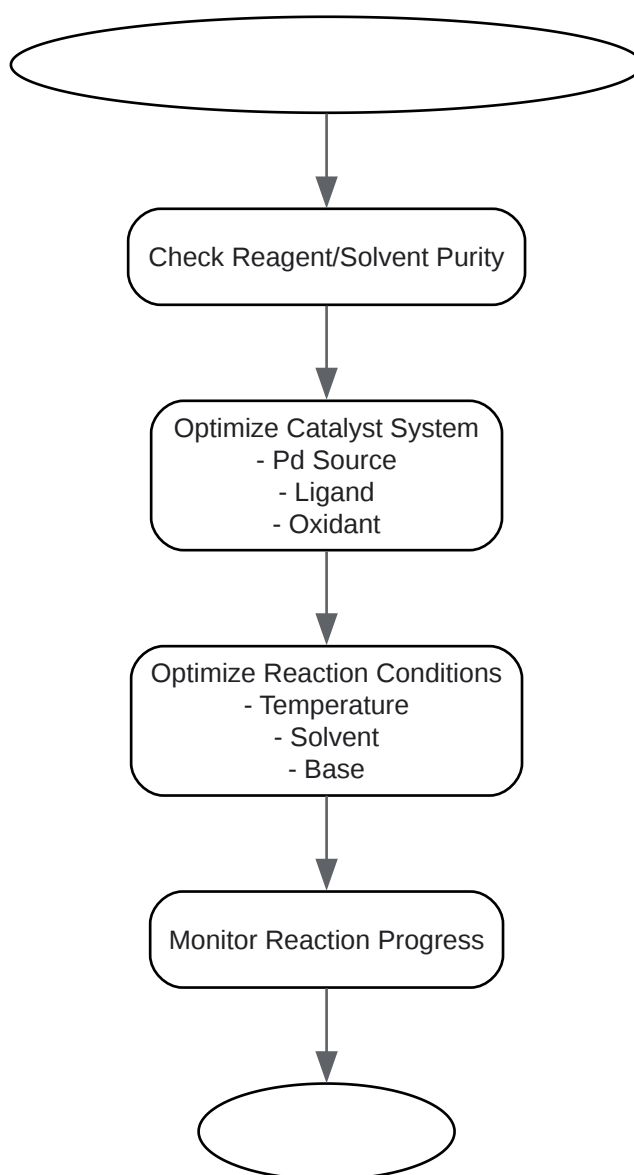 Check Reagent/Solvent Purity
Optimize Catalyst System
- Pd Source
- Ligand
- Oxidant
Optimize Reaction Conditions
- Temperature
- Solvent
- Base
Monitor Reaction Progress